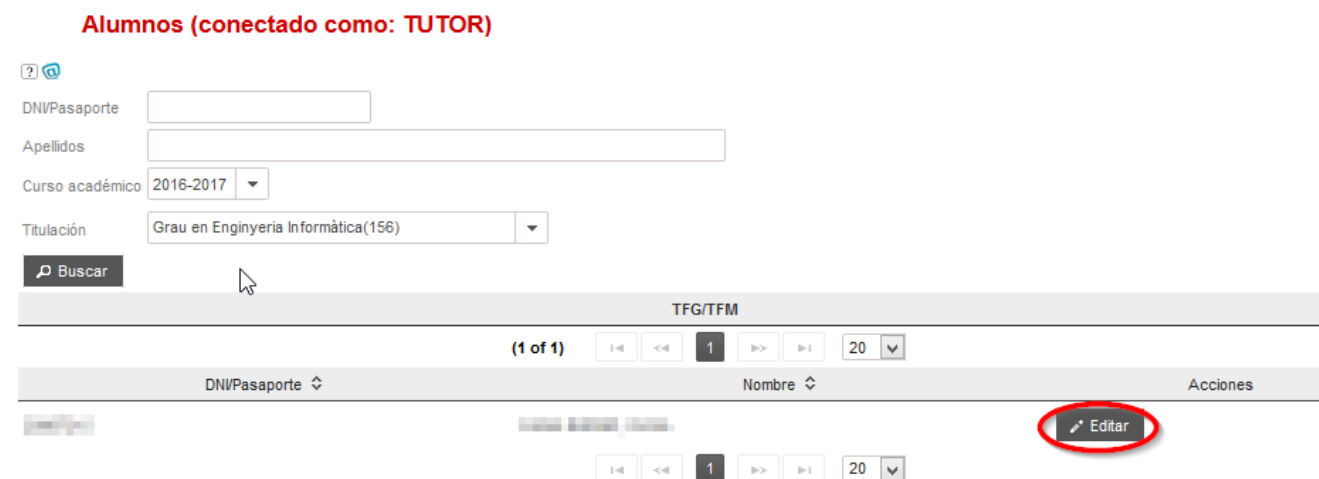 Alumnos (conectado como: TUTOR)
?
DNI/Pasaporte
Apellidos
Curso académico 2016-2017
Titulación Grau en Enginyeria Informàtica(156)
Buscar
TFG/TFM
(1 of 1) 1 20
DNI/Pasaporte Nombre Acciones
Editar
1 20